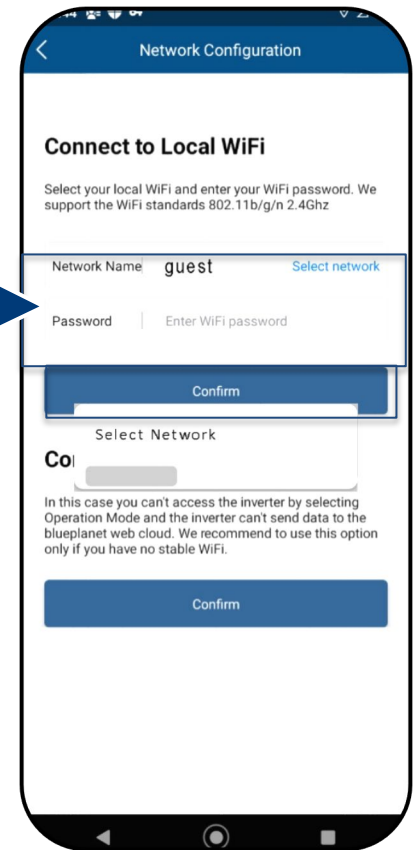 Network Configuration
Connect to Local WiFi
Select your local WiFi and enter your WiFi password. We
support the WiFi standards 802.11b/g/n 2.4Ghz
Network Name guest Select network
Password Enter WiFi password
Confirm
Select Network
In this case you can't access the inverter by selecting
Operation Mode and the inverter can't send data to the
blueplanet web cloud. We recommend to use this option
only if you have no stable WiFi.
Confirm